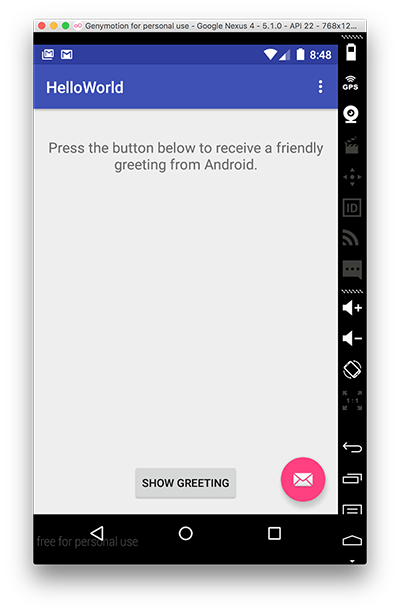 Genymotion for personal use - Google Nexus 4 - 5.1.0 - API 22 - 768x12...
8:48
HelloWorld
GPS
Press the button below to receive a friendly
greeting from Android.
ID
1:1
SHOW GREETING
free for personal use